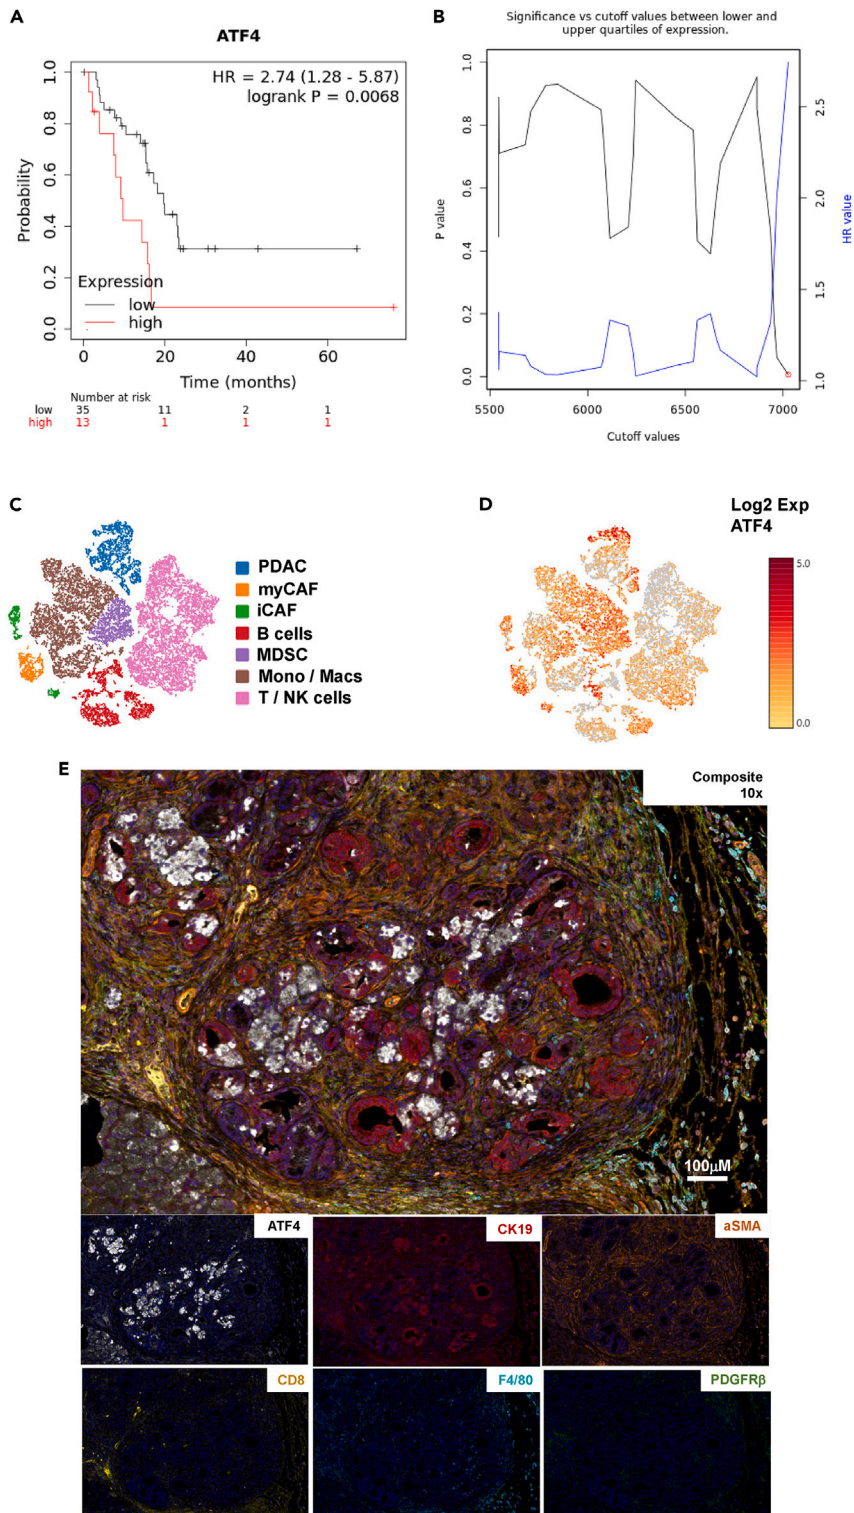 A
ATF4
HR = 2.74 (1.28 - 5.87)
logrank P = 0.0068
Probability
1.0
0.8
0.6
0.4
0.2
0.0
Expression
low
high
0
20
40
60
Time (months)
Number at risk
low 35 11 2 1
high 13 1 1 1
B
Significance vs cutoff values between lower and
upper quartiles of expression.
P value
1.0
0.8
0.6
0.4
0.2
0.0
2.5
2.0
1.5
1.0
HR value
5500
6000
6500
7000
Cutoff values
C
PDAC
myCAF
iCAF
B cells
MDSC
Mono / Macs
T / NK cells
D
Log2 Exp
ATF4
5.0
0.0
E
Composite
10x
100µM
ATF4
CK19
aSMA
CD8
F4/80
PDGFRβ